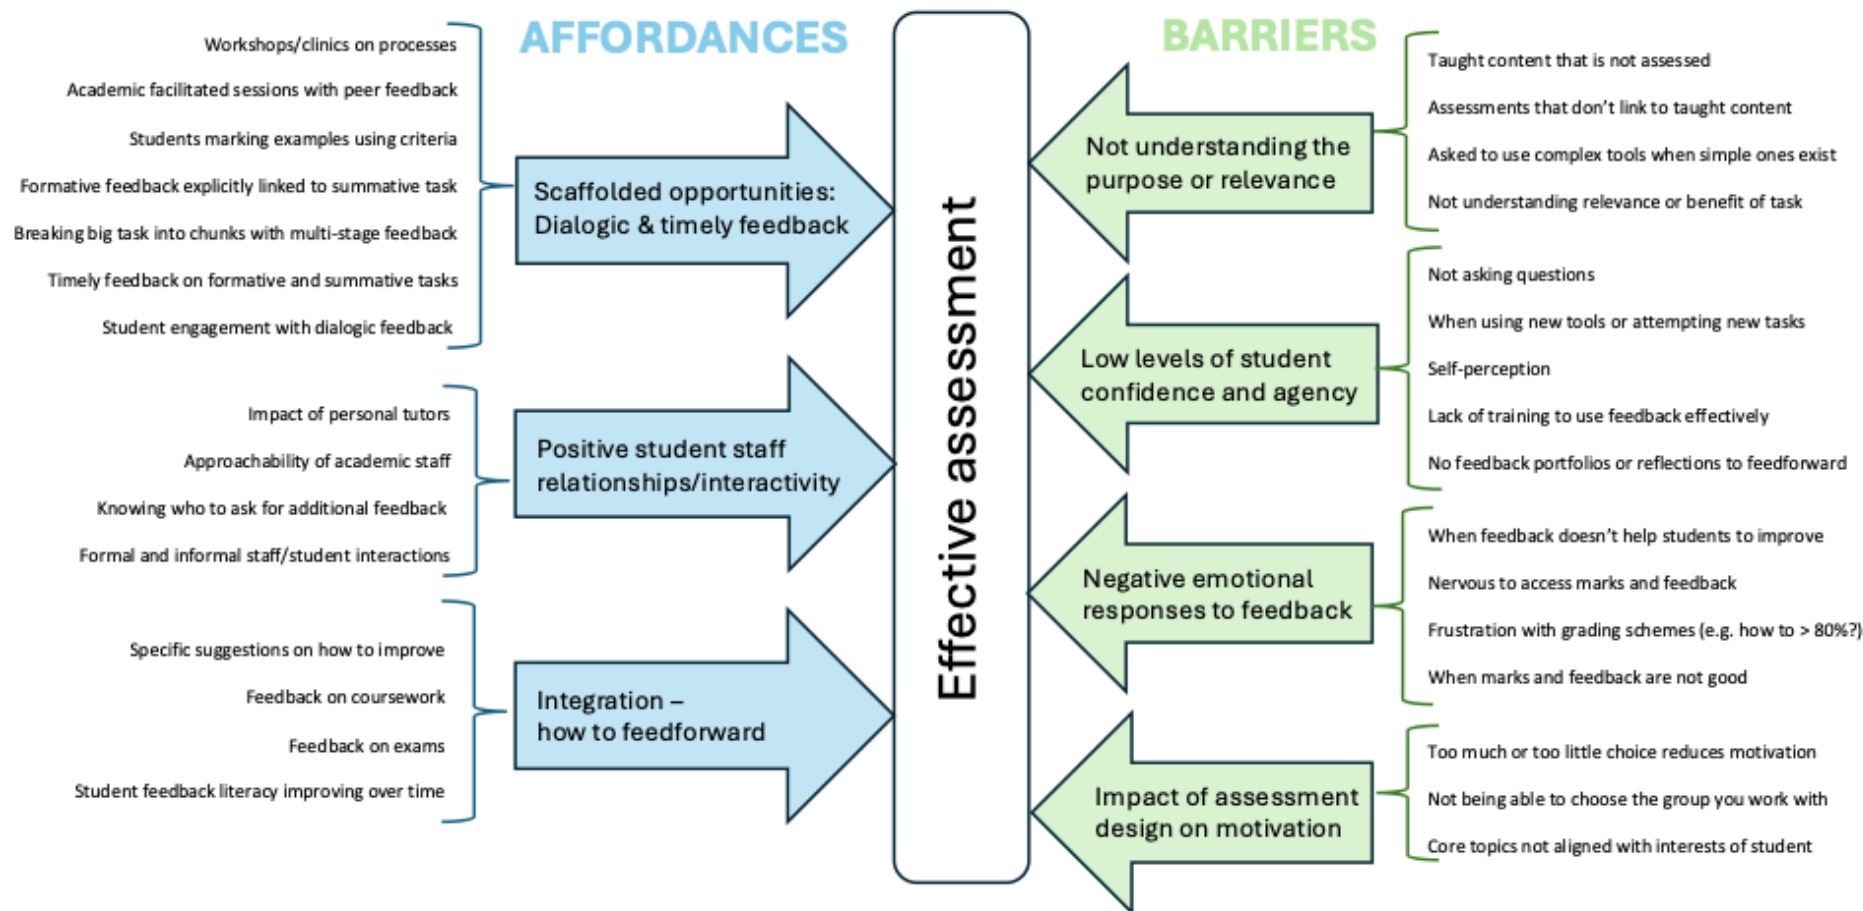 AFFORDANCES
Workshops/clinics on processes
Academic facilitated sessions with peer feedback
Students marking examples using criteria
Formative feedback explicitly linked to summative task
Breaking big task into chunks with multi-stage feedback
Timely feedback on formative and summative tasks
Student engagement with dialogic feedback
Scaffolded opportunities:
Dialogic & timely feedback
Impact of personal tutors
Approachability of academic staff
Knowing who to ask for additional feedback
Formal and informal staff/student interactions
Positive student staff
relationships/interactivity
Specific suggestions on how to improve
Feedback on coursework
Feedback on exams
Student feedback literacy improving over time
Integration –
how to feedforward
Effective assessment
BARRIERS
Not understanding the
purpose or relevance
Taught content that is not assessed
Assessments that don't link to taught content
Asked to use complex tools when simple ones exist
Not understanding relevance or benefit of task
Low levels of student
confidence and agency
Not asking questions
When using new tools or attempting new tasks
Self-perception
Lack of training to use feedback effectively
No feedback portfolios or reflections to feedforward
Negative emotional
responses to feedback
When feedback doesn't help students to improve
Nervous to access marks and feedback
Frustration with grading schemes (e.g. how to > 80%?)
When marks and feedback are not good
Impact of assessment
design on motivation
Too much or too little choice reduces motivation
Not being able to choose the group you work with
Core topics not aligned with interests of student